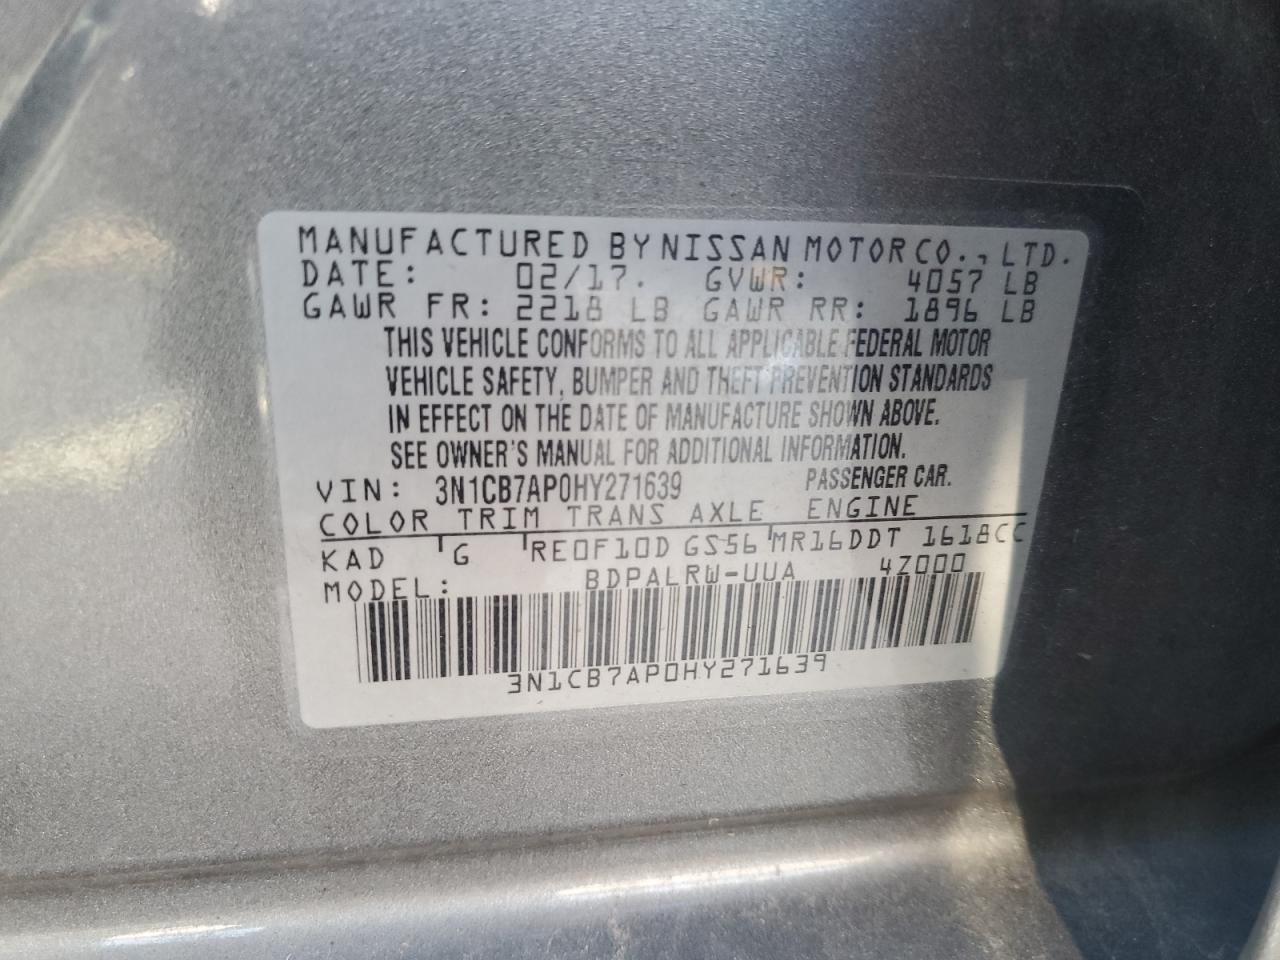 MANUFACTURED BY NISSAN MOTOR CO., LTD.
DATE: 02/17. GVWR: 4057 LB
GAWR FR: 2218 LB GAWR RR: 1896 LB
THIS VEHICLE CONFORMS TO ALL APPLICABLE FEDERAL MOTOR
VEHICLE SAFETY, BUMPER AND THEFT PREVENTION STANDARDS
IN EFFECT ON THE DATE OF MANUFACTURE SHOWN ABOVE.
SEE OWNER'S MANUAL FOR ADDITIONAL INFORMATION.
VIN: 3N1CB7AP0HY271639 PASSENGER CAR.
COLOR TRIM TRANS AXLE ENGINE
KAD G RE0F10D GS56 MR16DDT 1618CC
MODEL: BDPALRW-UUA 4Z000
3N1CB7AP0HY271639